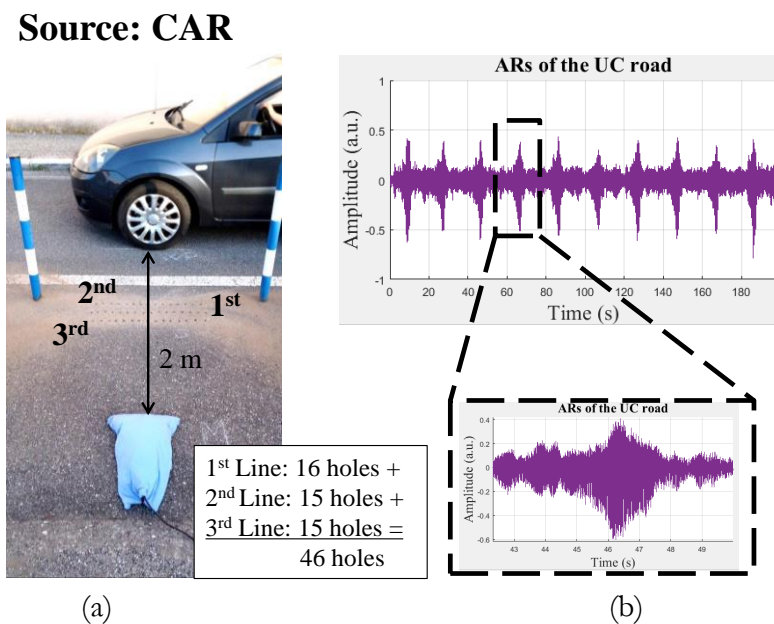 Source: CAR
2nd
1st
3rd
2 m
1st Line: 16 holes +
2nd Line: 15 holes +
3rd Line: 15 holes =
46 holes
(a)
ARs of the UC road
Amplitude (a.u.)
1
0.5
0
-0.5
-1
0 20 40 60 80 100 120 140 160 180
Time (s)
ARs of the UC road
Amplitude (a.u.)
0.4
0.2
0
-0.2
-0.4
-0.6
43 44 45 46 47 48 49
Time (s)
(b)